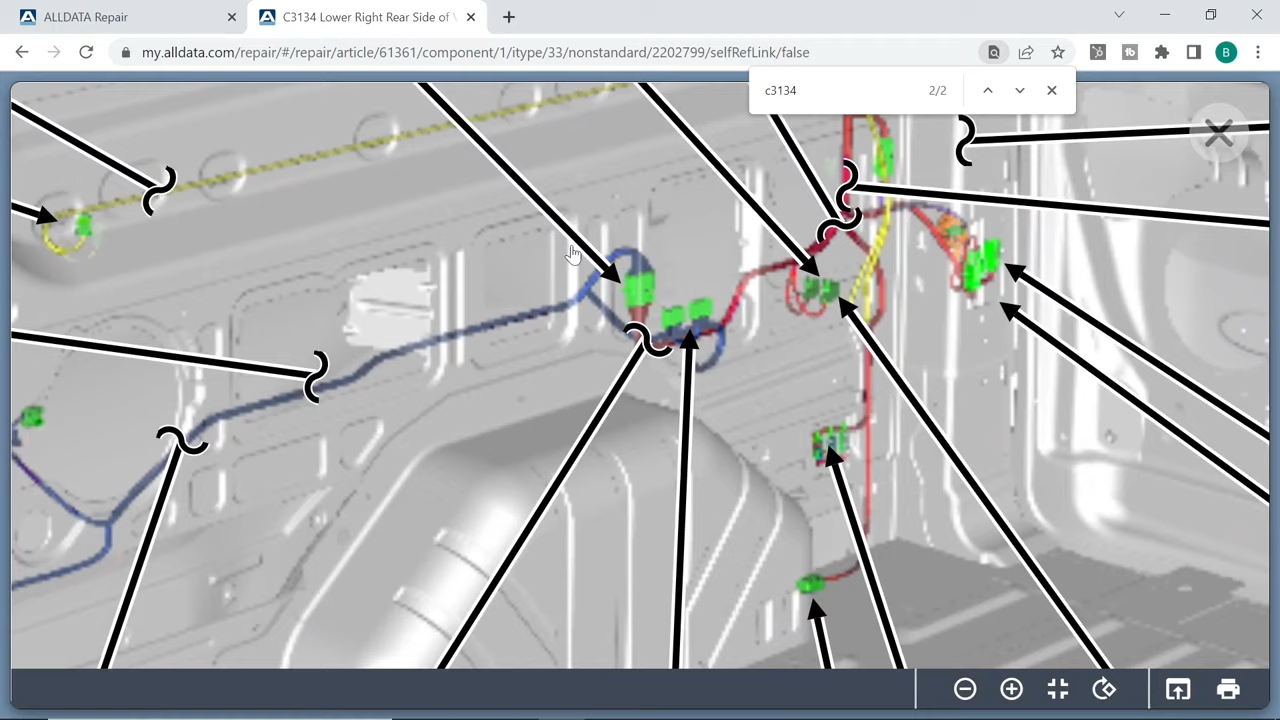 ALLDATA Repair
C3134 Lower Right Rear Side of
my.alldata.com/repair/#/repair/article/61361/component/1/itype/33/nonstandard/2202799/selfRefLink/false
B
c3134 2/2